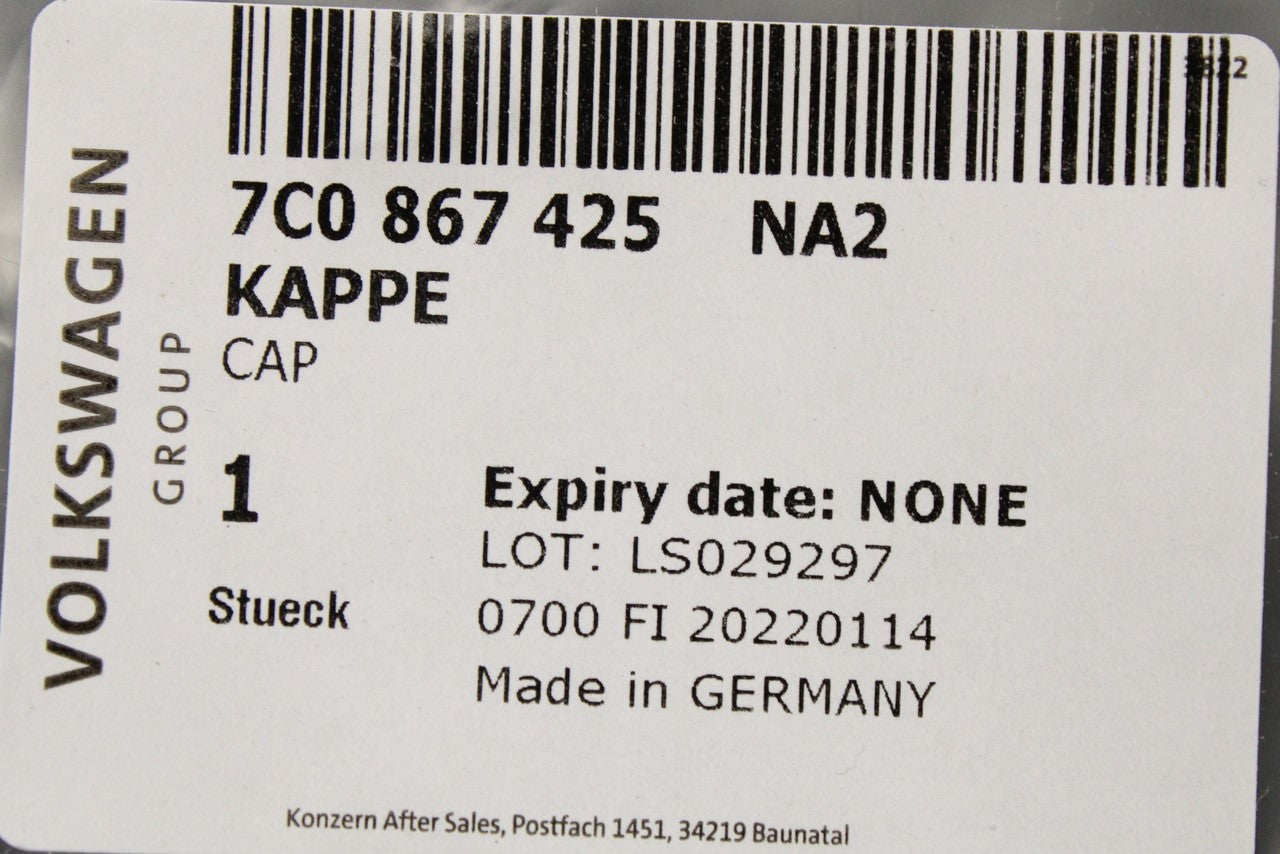 7C0 867 425 NA2
KAPPE
CAP
VOLKSWAGEN
GROUP
1
Stueck
Expiry date: NONE
LOT: LS029297
0700 FI 20220114
Made in GERMANY
Konzern After Sales, Postfach 1451, 34219 Baunatal